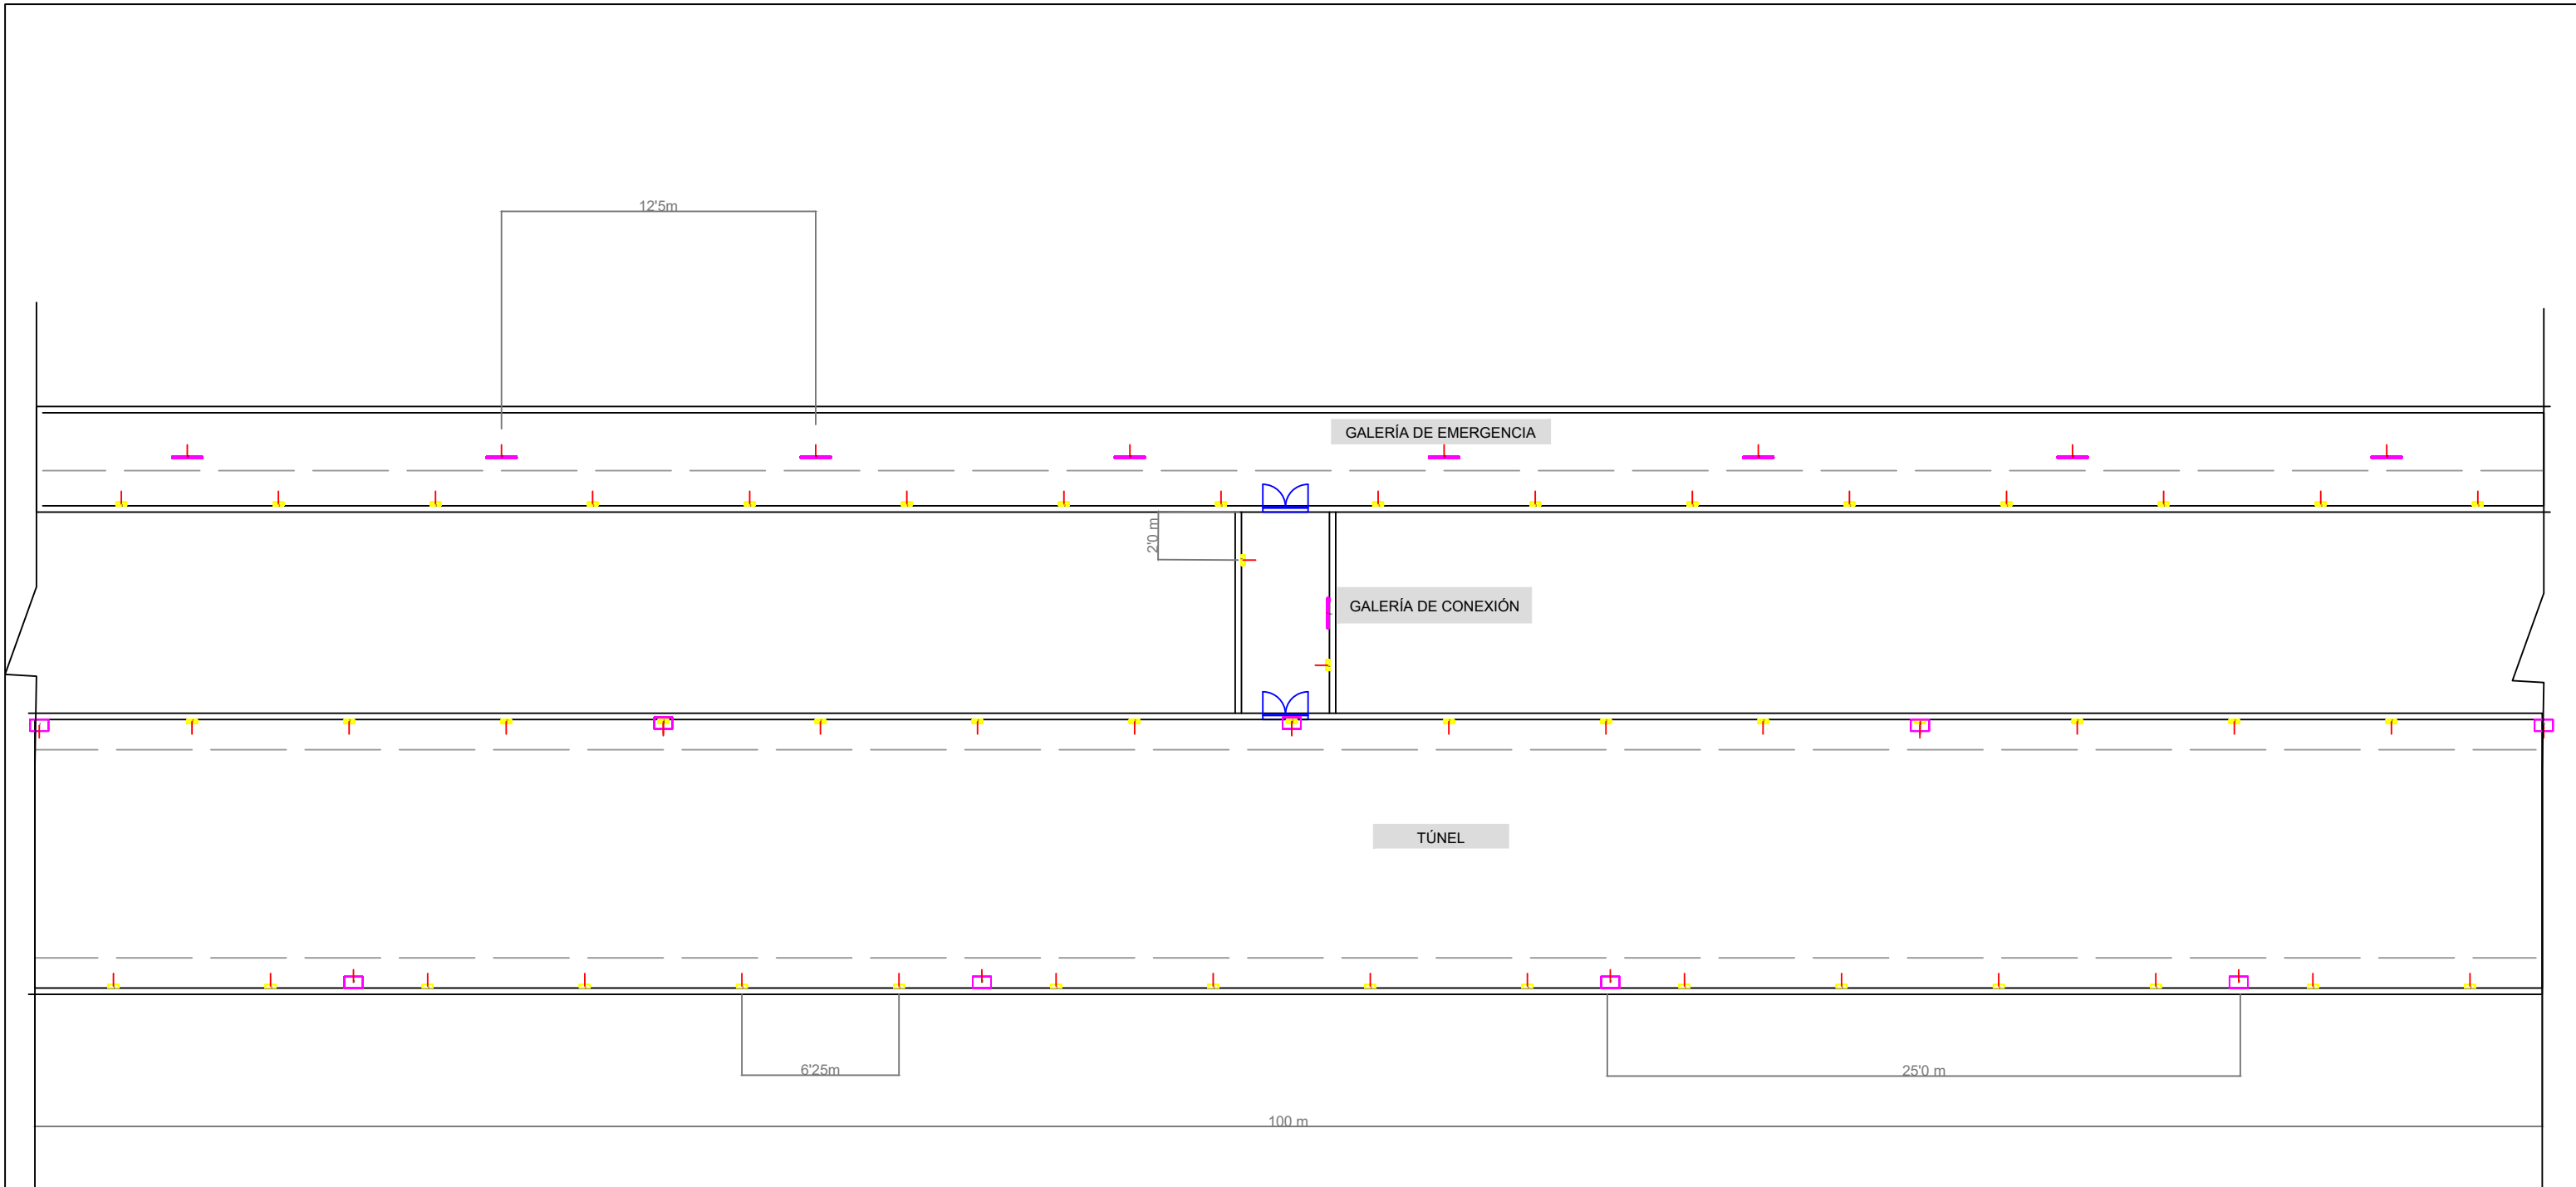 12'5m
GALERÍA DE EMERGENCIA
2'0 m
GALERÍA DE CONEXIÓN
TÚNEL
6'25m
25'0 m
100 m